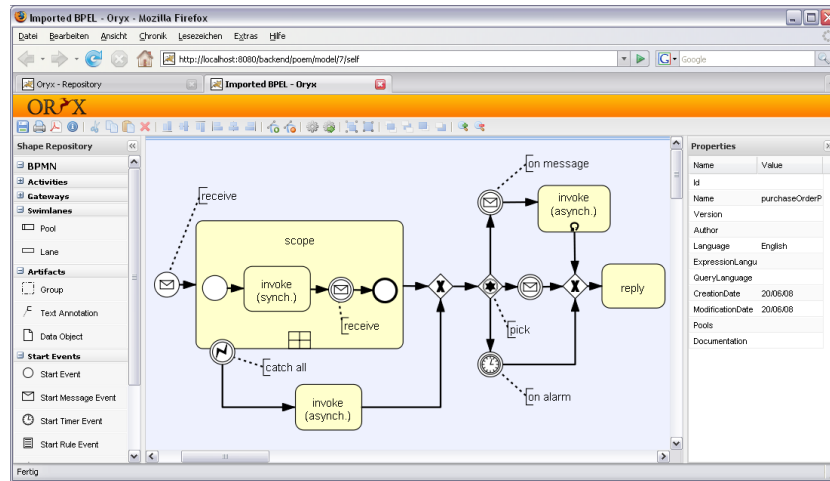 Imported BPEL - Oryx - Mozilla Firefox
Datei Bearbeiten Ansicht Chronik Lesezeichen Extras Hilfe
http://localhost:8080/backend/poem/model/7/self
Google
Oryx - Repository
Imported BPEL - Oryx
ORYX
Shape Repository
BPMN
Activities
Gateways
Swimlanes
Pool
Lane
Artifacts
Group
Text Annotation
Data Object
Start Events
Start Event
Start Message Event
Start Timer Event
Start Rule Event
receive
scope
invoke
(synch.)
receive
catch all
invoke
(asynch.)
on message
invoke
(asynch.)
pick
reply
on alarm
Properties
Name Value
Id
Name purchaseOrderP
Version
Author
Language English
ExpressionLangu
QueryLanguage
CreationDate 20/06/08
ModificationDate 20/06/08
Pools
Documentation
Fertig